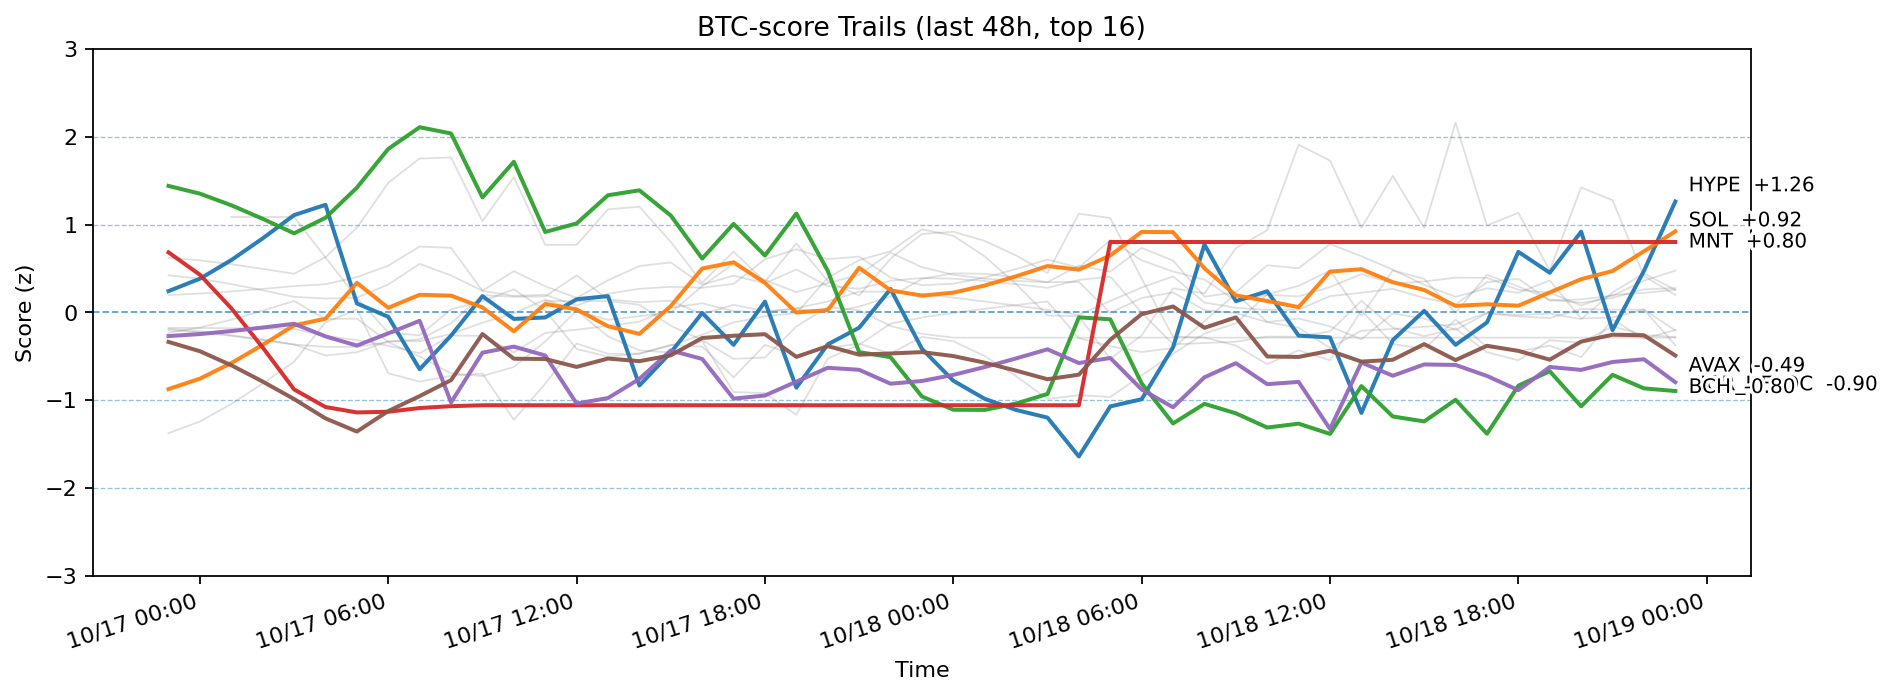 BTC-score Trails (last 48h, top 16)
Score (z)
3
2
1
0
−1
−2
−3
HYPE +1.26
SOL +0.92
MNT +0.80
AVAX -0.49
BCH -0.80
-0.90
10/17 00:00
10/17 06:00
10/17 12:00
10/17 18:00
10/18 00:00
10/18 06:00
10/18 12:00
10/18 18:00
10/19 00:00
Time